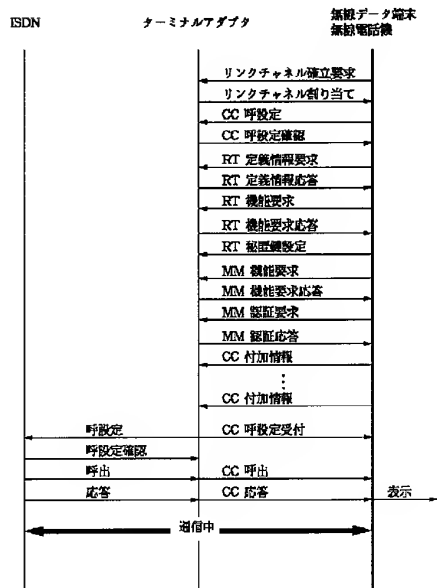 ISDN
ターミナルアダプタ
無線データ端末
無線電話機
リンクチャネル確立要求
リンクチャネル割り当て
CC 呼設定
CC 呼設定確認
RT 定義情報要求
RT 定義情報応答
RT 機能要求
RT 機能要求応答
RT 秘匿鍵設定
MM 機能要求
MM 機能要求応答
MM 認証要求
MM 認証応答
CC 付加情報
CC 付加情報
呼設定
CC 呼設定受付
呼設定確認
呼出
CC 呼出
応答
CC 応答
表示
通信中